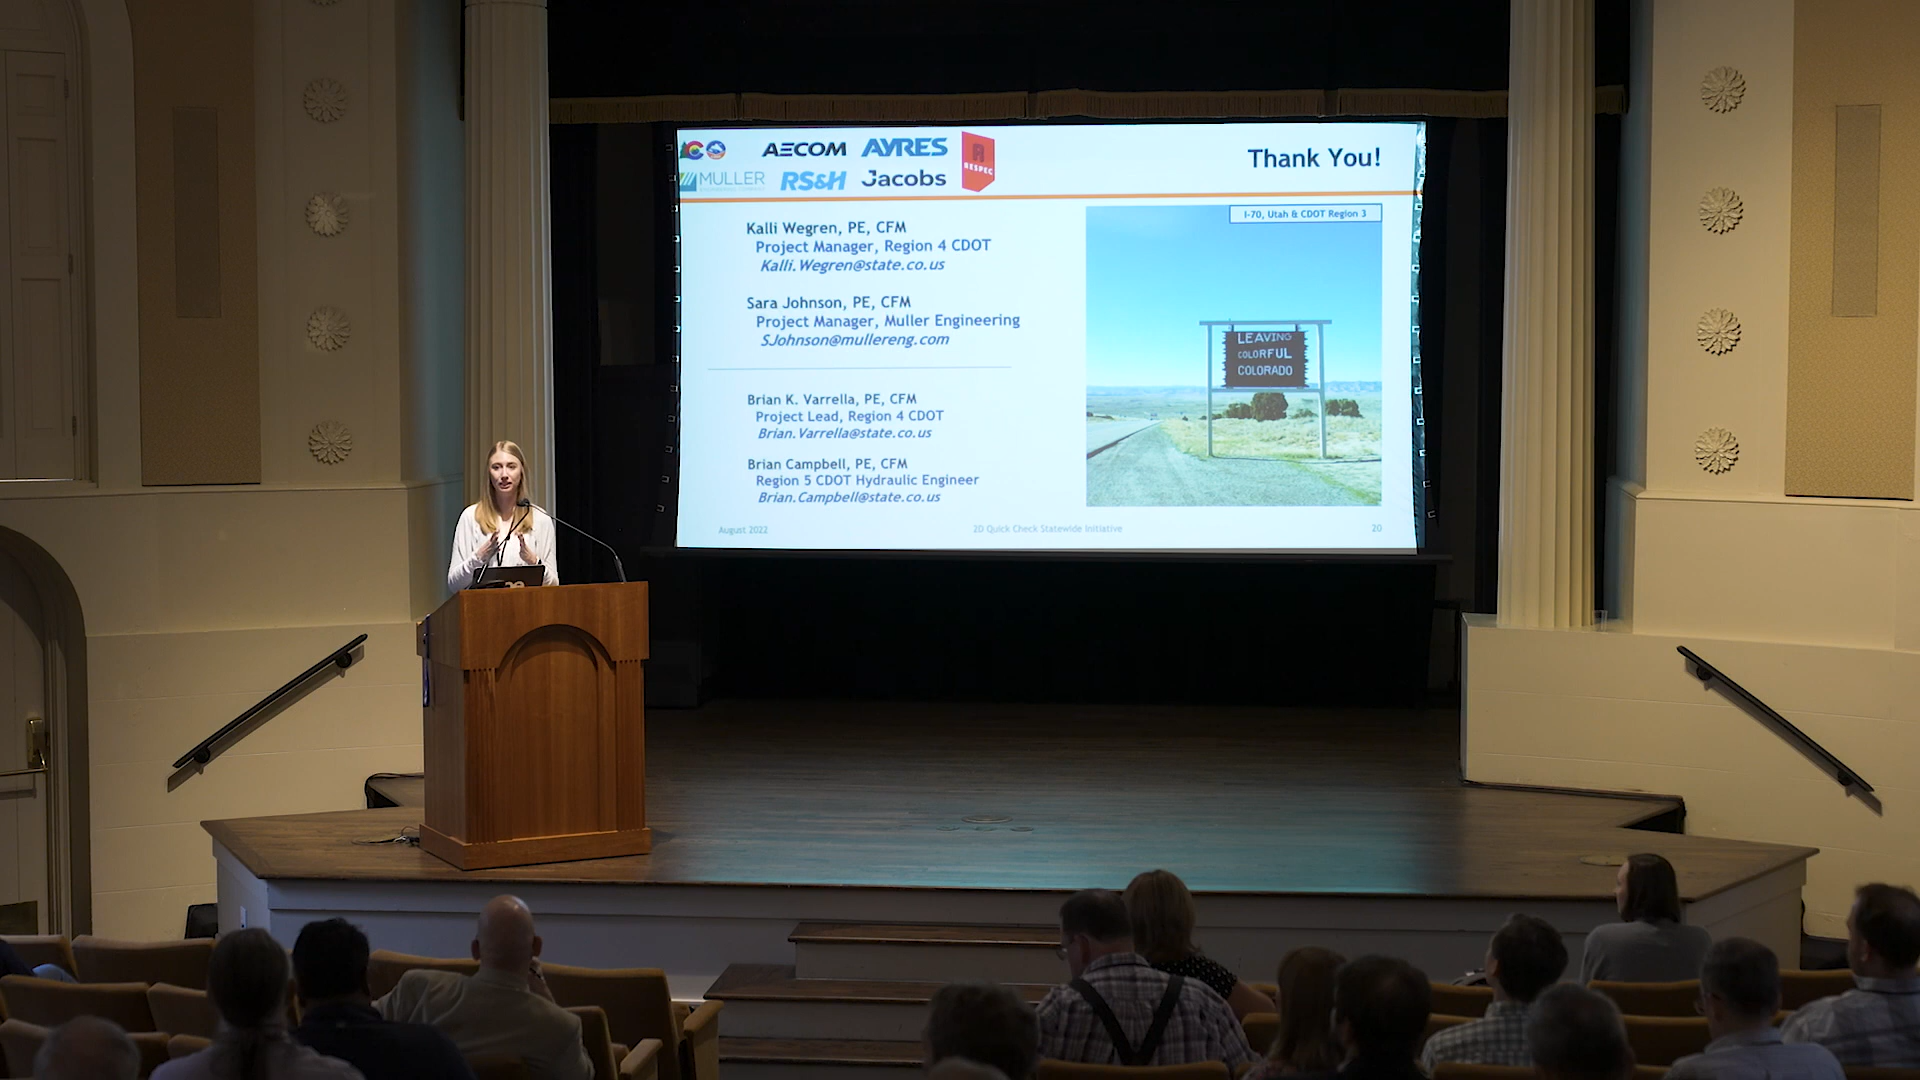 AECOM AYRES
MULLER RS&H Jacobs
RESPEC
Thank You!
Kalli Wegren, PE, CFM
Project Manager, Region 4 CDOT
Kalli.Wegren@state.co.us
Sara Johnson, PE, CFM
Project Manager, Muller Engineering
SJohnson@mullereng.com
Brian K. Varrella, PE, CFM
Project Lead, Region 4 CDOT
Brian.Varrella@state.co.us
Brian Campbell, PE, CFM
Region 5 CDOT Hydraulic Engineer
Brian.Campbell@state.co.us
I-70, Utah & CDOT Region 3
LEAVING
COLORFUL
COLORADO
August 2022
2D Quick Check Statewide Initiative
20